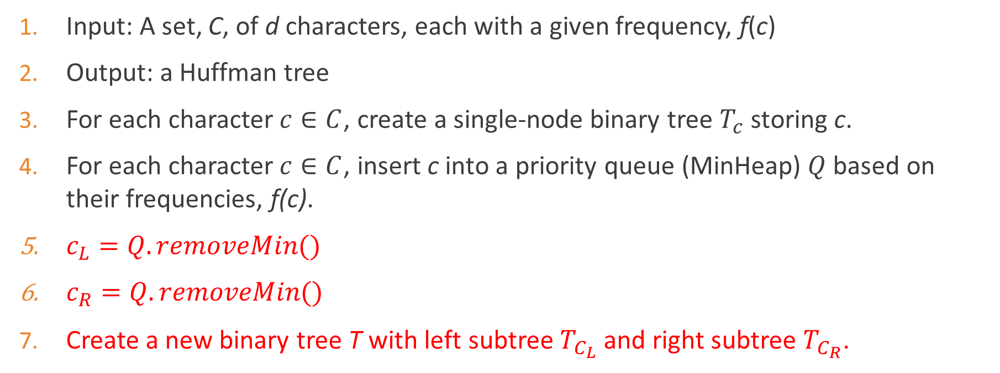 1. Input: A set, C, of d characters, each with a given frequency, f(c)
2. Output: a Huffman tree
3. For each character c ∈ C, create a single-node binary tree T_c storing c.
4. For each character c ∈ C, insert c into a priority queue (MinHeap) Q based on
their frequencies, f(c).
5. c_L = Q.removeMin()
6. c_R = Q.removeMin()
7. Create a new binary tree T with left subtree T_{C_L} and right subtree T_{C_R}.